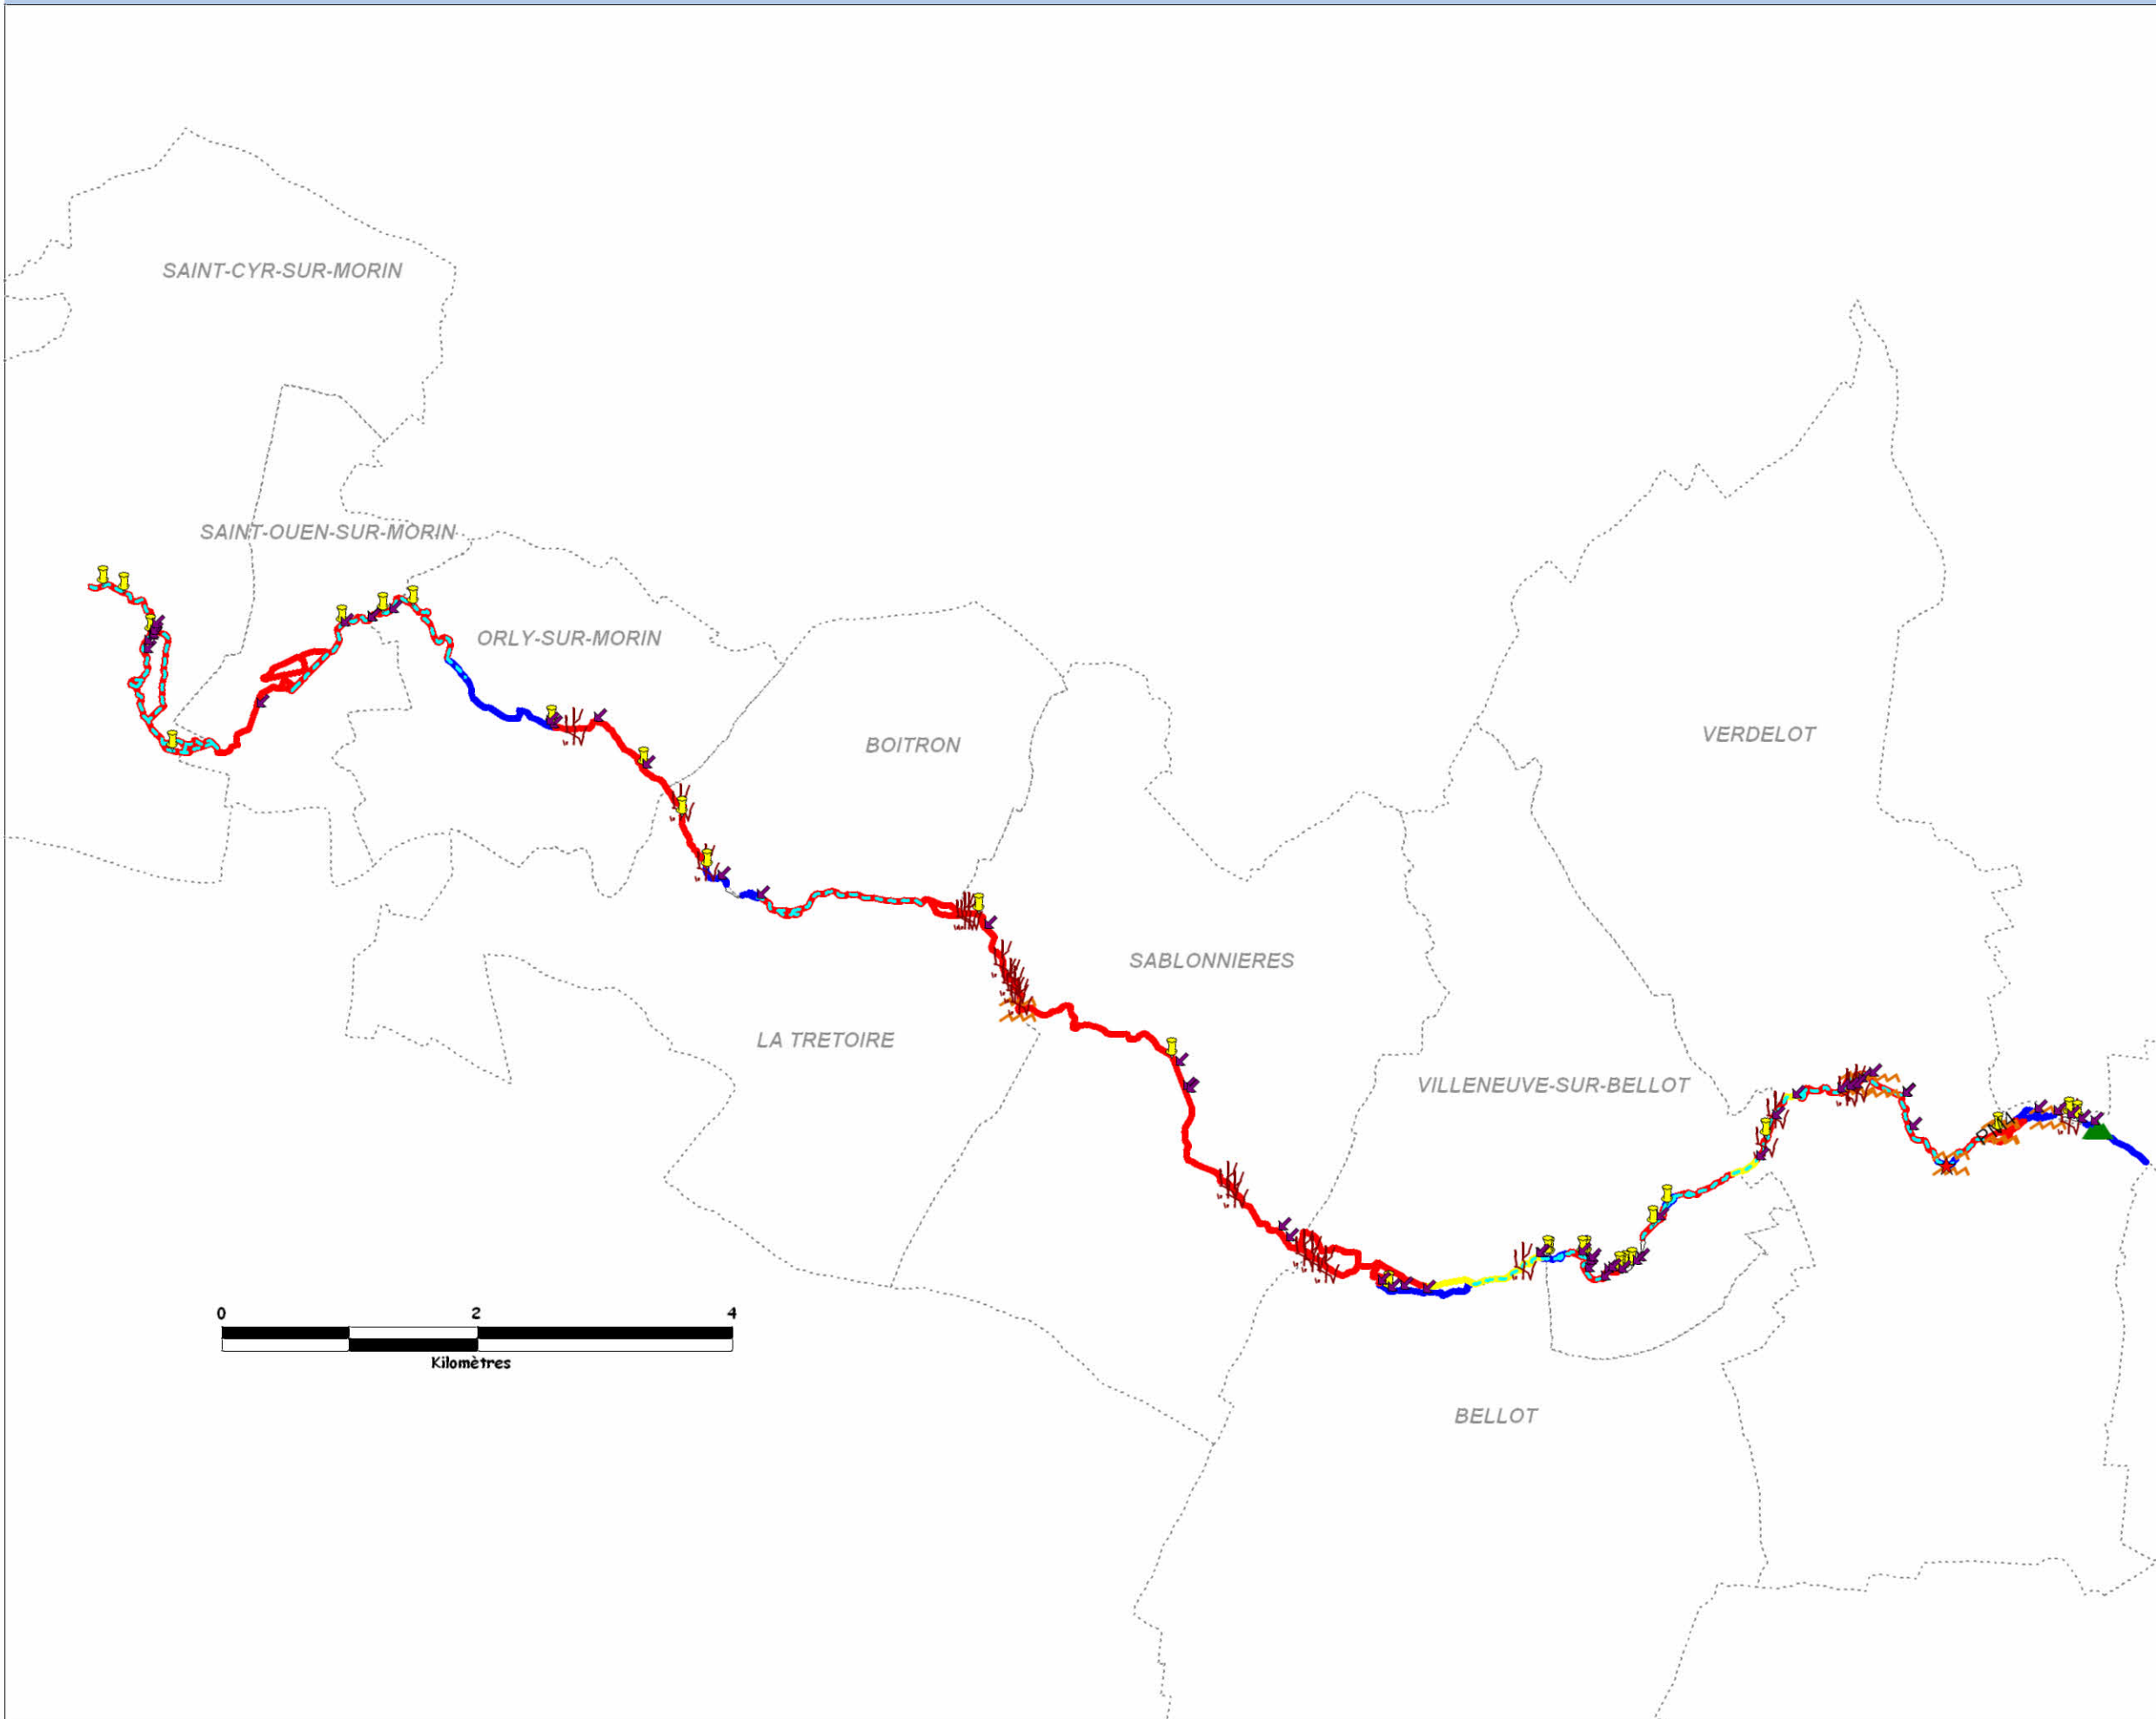 SAINT-CYR-SUR-MORIN
SAINT-OUEN-SUR-MORIN
ORLY-SUR-MORIN
BOITRON
VERDELOT
SABLONNIERES
LA TRETOIRE
VILLENEUVE-SUR-BELLOT
0 2 4
Kilomètres
BELLOT